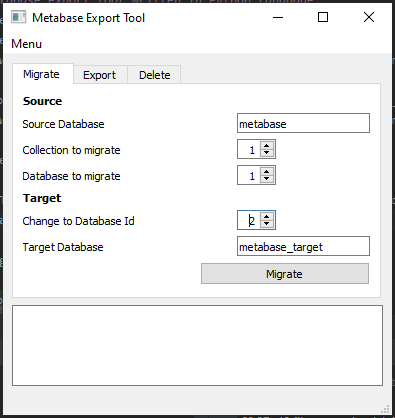 Metabase Export Tool
Menu
Migrate Export Delete
Source
Source Database metabase
Collection to migrate 1
Database to migrate 1
Target
Change to Database Id 2
Target Database metabase_target
Migrate